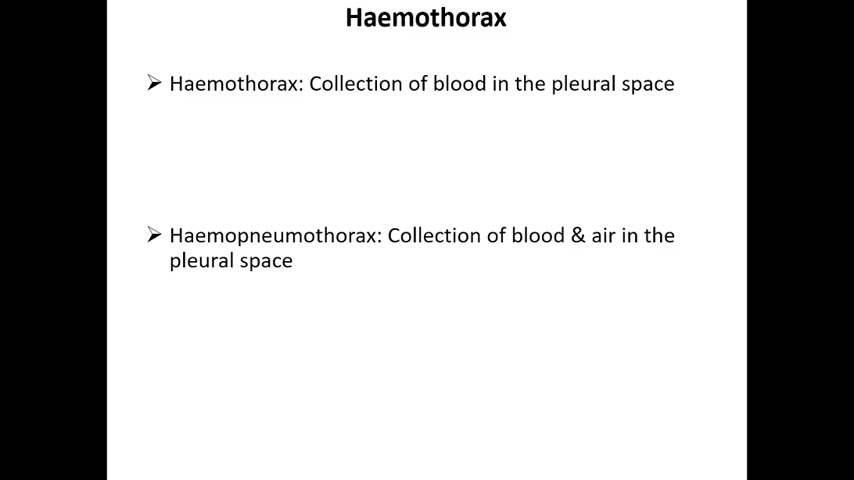 Haemothorax
➢ Haemothorax: Collection of blood in the pleural space
➢ Haemopneumothorax: Collection of blood & air in the
pleural space